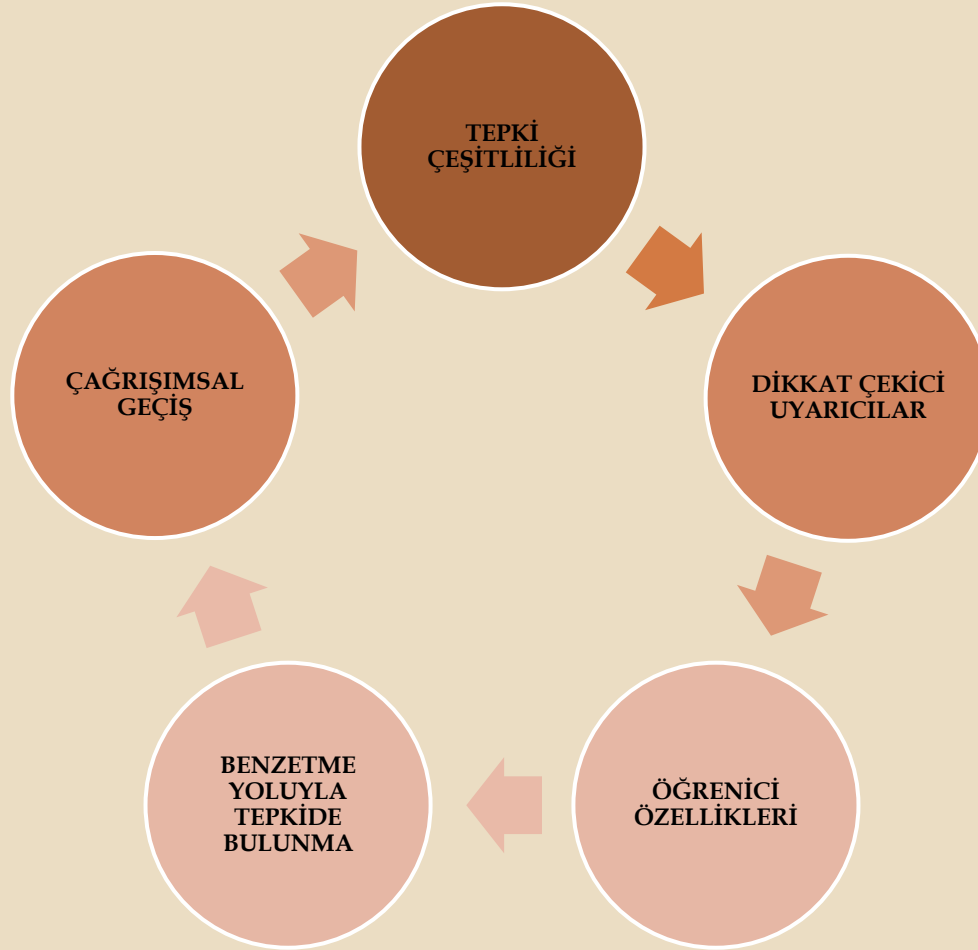 TEPKİ
ÇEŞİTLİLİĞİ
DİKKAT ÇEKİCİ
UYARICILAR
ÖĞRENİCİ
ÖZELLİKLERİ
BENZETME
YOLUYLA
TEPKİDE
BULUNMA
ÇAĞRIŞIMSAL
GEÇİŞ